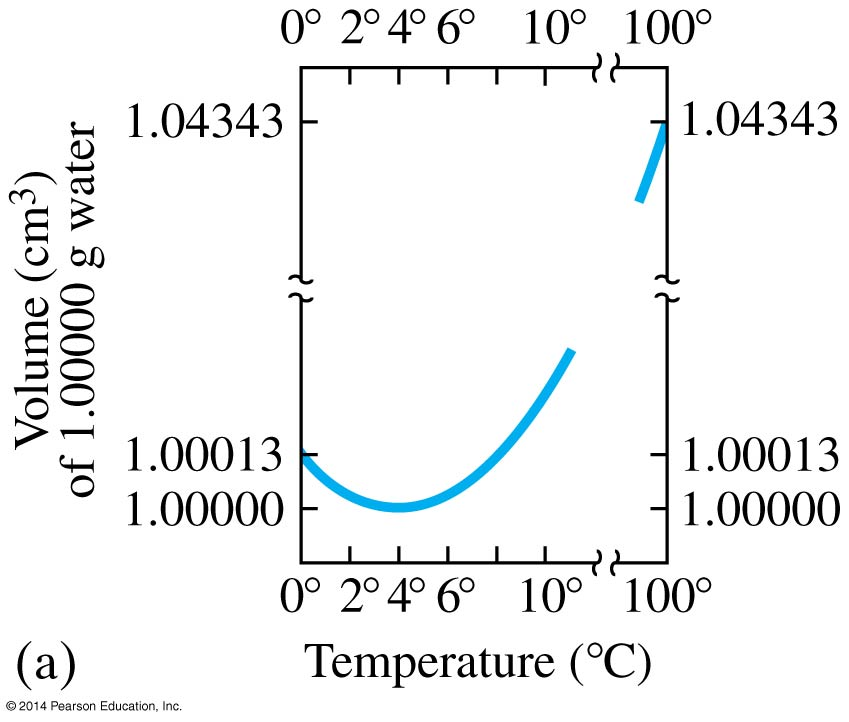 0° 2° 4° 6° 10° 100°
1.04343 1.04343
Volume (cm³)
of 1.00000 g water
1.00013 1.00013
1.00000 1.00000
0° 2° 4° 6° 10° 100°
(a) Temperature (°C)
© 2014 Pearson Education, Inc.